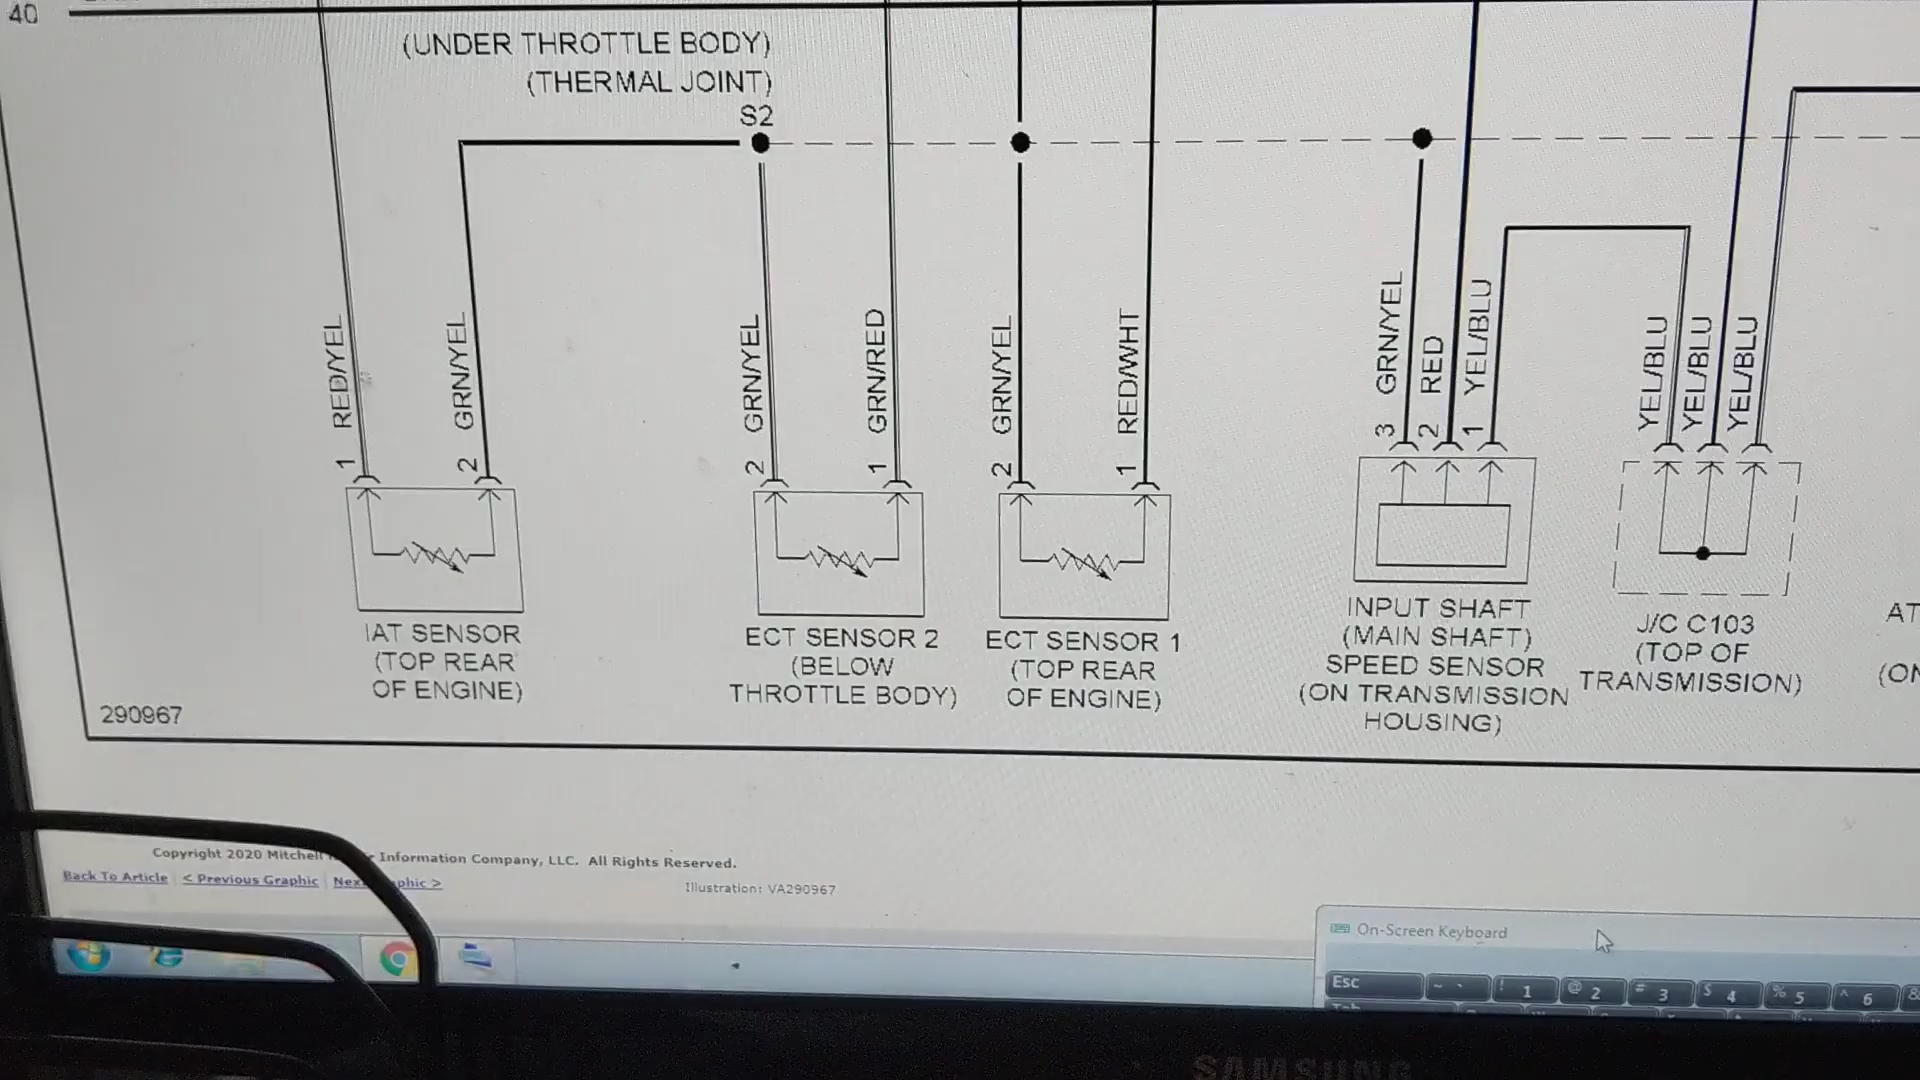 40
(UNDER THROTTLE BODY)
(THERMAL JOINT)
S2
1 RED/YEL
2 GRN/YEL
2 GRN/YEL
1 GRN/RED
2 GRN/YEL
1 RED/WHT
3 GRN/YEL
2 RED
1 YEL/BLU
YEL/BLU
YEL/BLU
YEL/BLU
IAT SENSOR
(TOP REAR
OF ENGINE)
ECT SENSOR 2
(BELOW
THROTTLE BODY)
ECT SENSOR 1
(TOP REAR
OF ENGINE)
INPUT SHAFT
(MAIN SHAFT)
SPEED SENSOR
(ON TRANSMISSION
HOUSING)
J/C C103
(TOP OF
TRANSMISSION)
AT
(ON
290967
Copyright 2020 Mitchell Information Company, LLC. All Rights Reserved.
Back To Article < Previous Graphic Next phic >
Illustration: VA290967
On-Screen Keyboard
Esc ~ ` ! 1 @ 2 # 3 $ 4 % 5 ^ 6 &
SAMSUNG